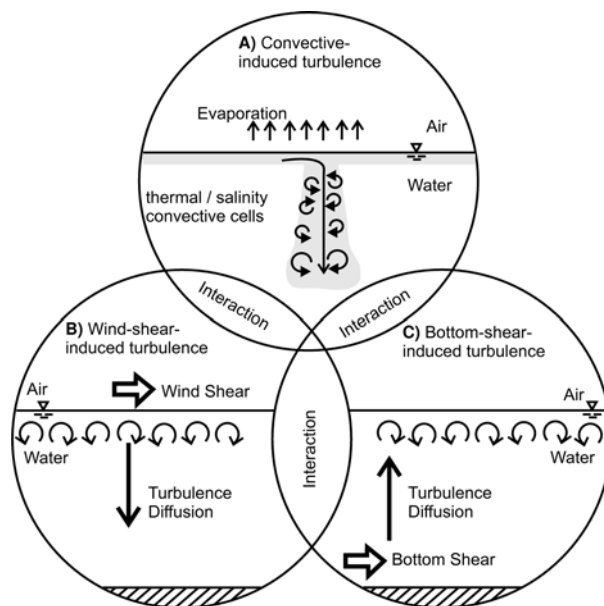 A) Convective-
induced turbulence
Evaporation
Air
Water
thermal / salinity
convective cells
Interaction
Interaction
B) Wind-shear-
induced turbulence
Air
Wind Shear
Water
Turbulence
Diffusion
Interaction
C) Bottom-shear-
induced turbulence
Air
Water
Turbulence
Diffusion
Bottom Shear